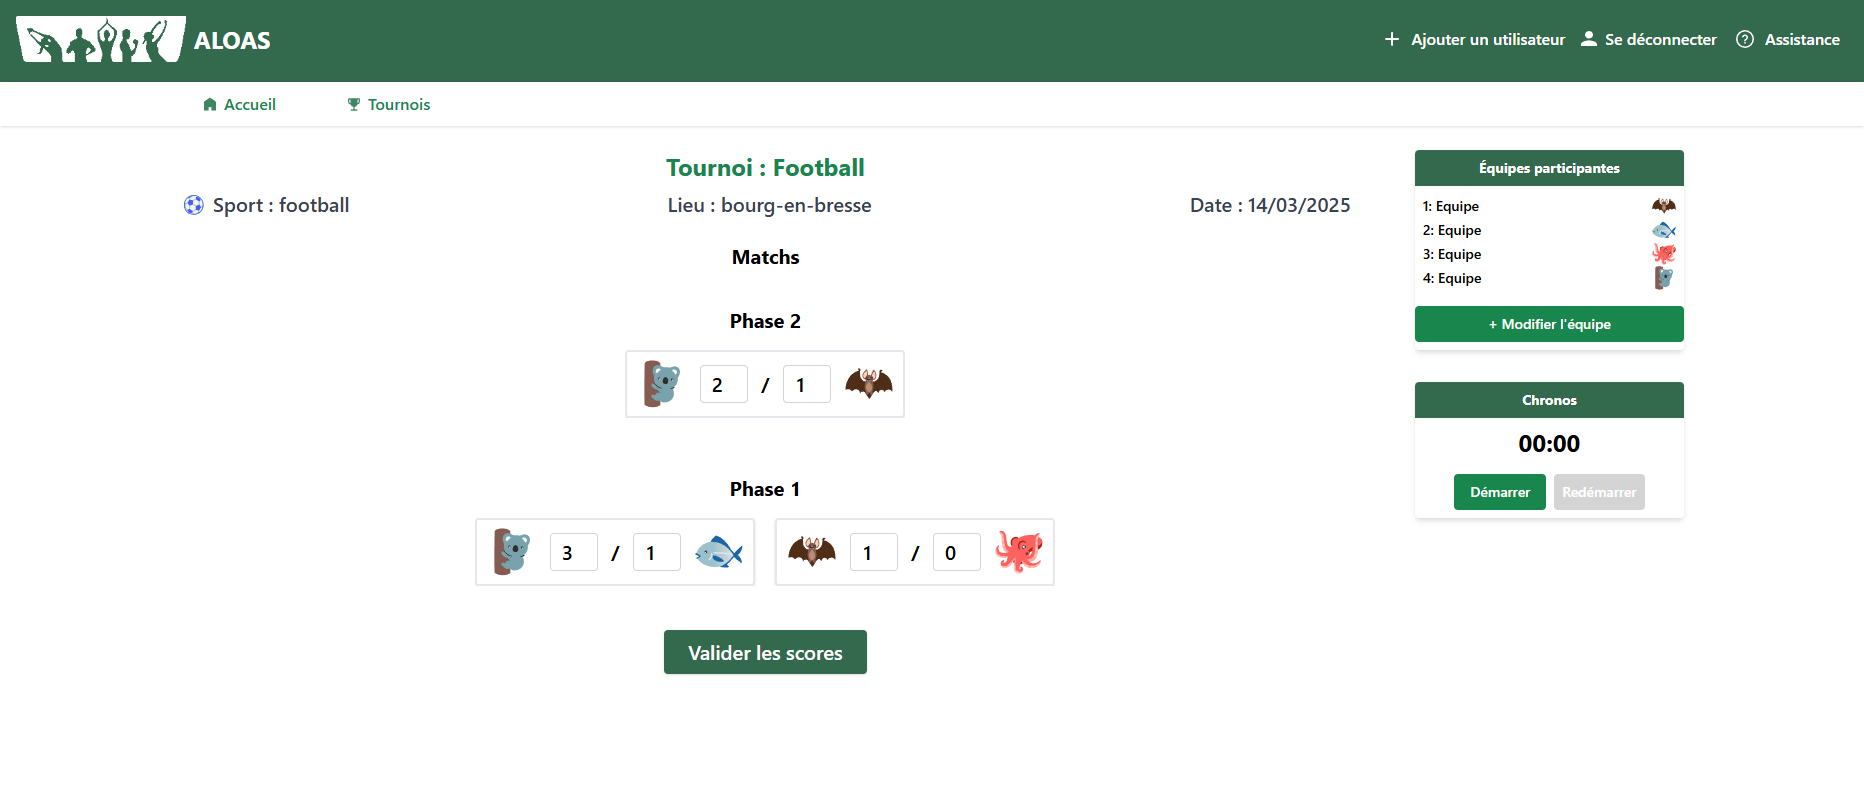 ALOAS
Ajouter un utilisateur
Se déconnecter
Assistance
Accueil
Tournois
Tournoi : Football
Sport : football
Lieu : bourg-en-bresse
Date : 14/03/2025
Matchs
Phase 2
2 / 1
Phase 1
3 / 1
1 / 0
Valider les scores
Équipes participantes
1: Equipe
2: Equipe
3: Equipe
4: Equipe
+ Modifier l'équipe
Chronos
00:00
Démarrer
Redémarrer